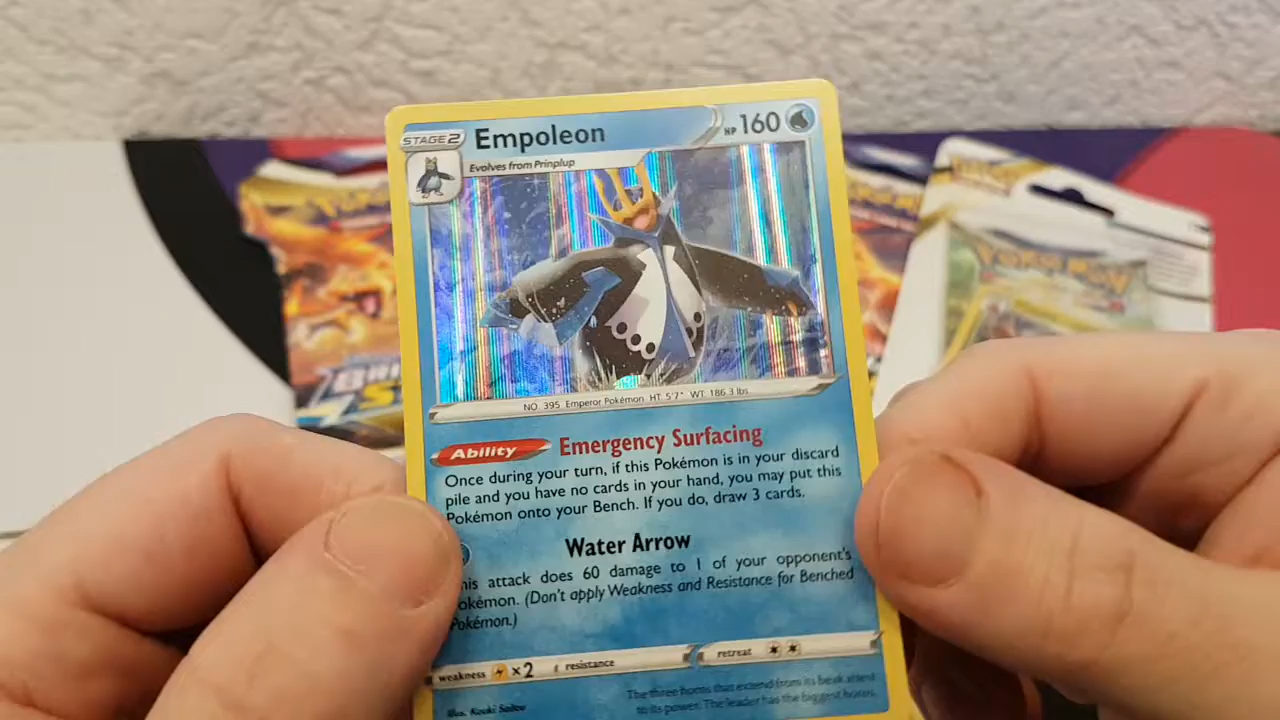 STAGE 2
Empoleon
HP 160
Evolves from Prinplup
NO. 395 Emperor Pokémon HT: 5'7" WT: 186.3 lbs
Ability Emergency Surfacing
Once during your turn, if this Pokémon is in your discard
pile and you have no cards in your hand, you may put this
Pokémon onto your Bench. If you do, draw 3 cards.
Water Arrow
his attack does 60 damage to 1 of your opponent's
okémon. (Don't apply Weakness and Resistance for Benched
Pokémon.)
weakness ×2 resistance
retreat
Illus. Kouki Saitou
The three horns that extend from its beak attest
to its power. The leader has the biggest horns.
POKÉMON
BRI
S